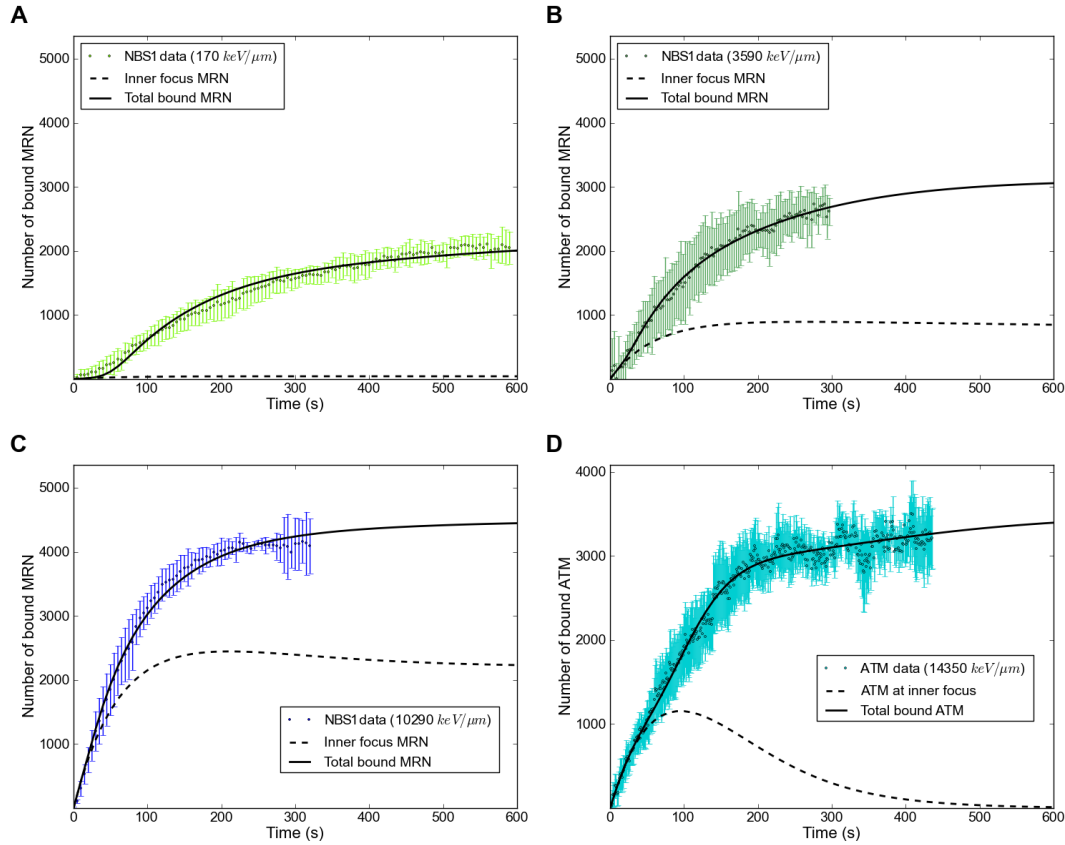 A
NBS1 data (170 keV/μm)
Inner focus MRN
Total bound MRN
Number of bound MRN
5000
4000
3000
2000
1000
0 100 200 300 400 500 600
Time (s)
B
NBS1 data (3590 keV/μm)
Inner focus MRN
Total bound MRN
Number of bound MRN
5000
4000
3000
2000
1000
0 100 200 300 400 500 600
Time (s)
C
NBS1 data (10290 keV/μm)
Inner focus MRN
Total bound MRN
Number of bound MRN
5000
4000
3000
2000
1000
0 100 200 300 400 500 600
Time (s)
D
ATM data (14350 keV/μm)
ATM at inner focus
Total bound ATM
Number of bound ATM
4000
3000
2000
1000
0 100 200 300 400 500 600
Time (s)